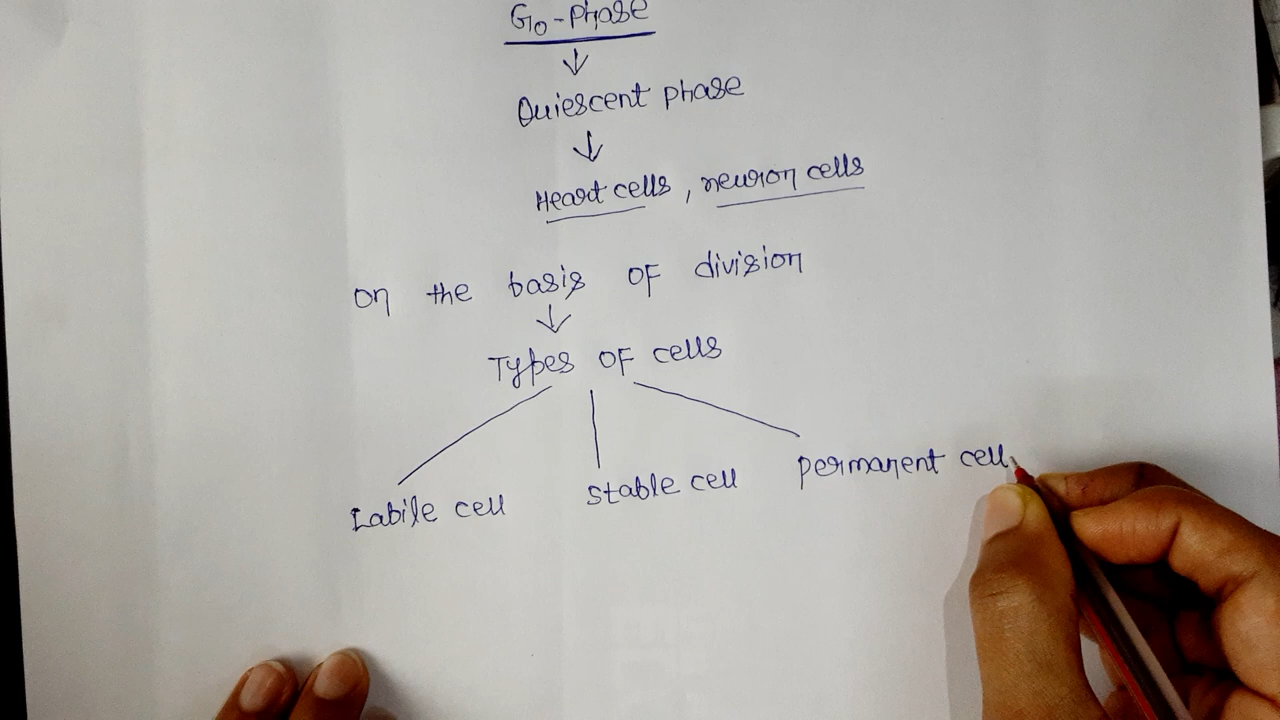 G0-Phase
↓
Quiescent phase
↓
Heart cells, neuron cells
on the basis of division
↓
Types of cells
Labile cell stable cell permanent cell